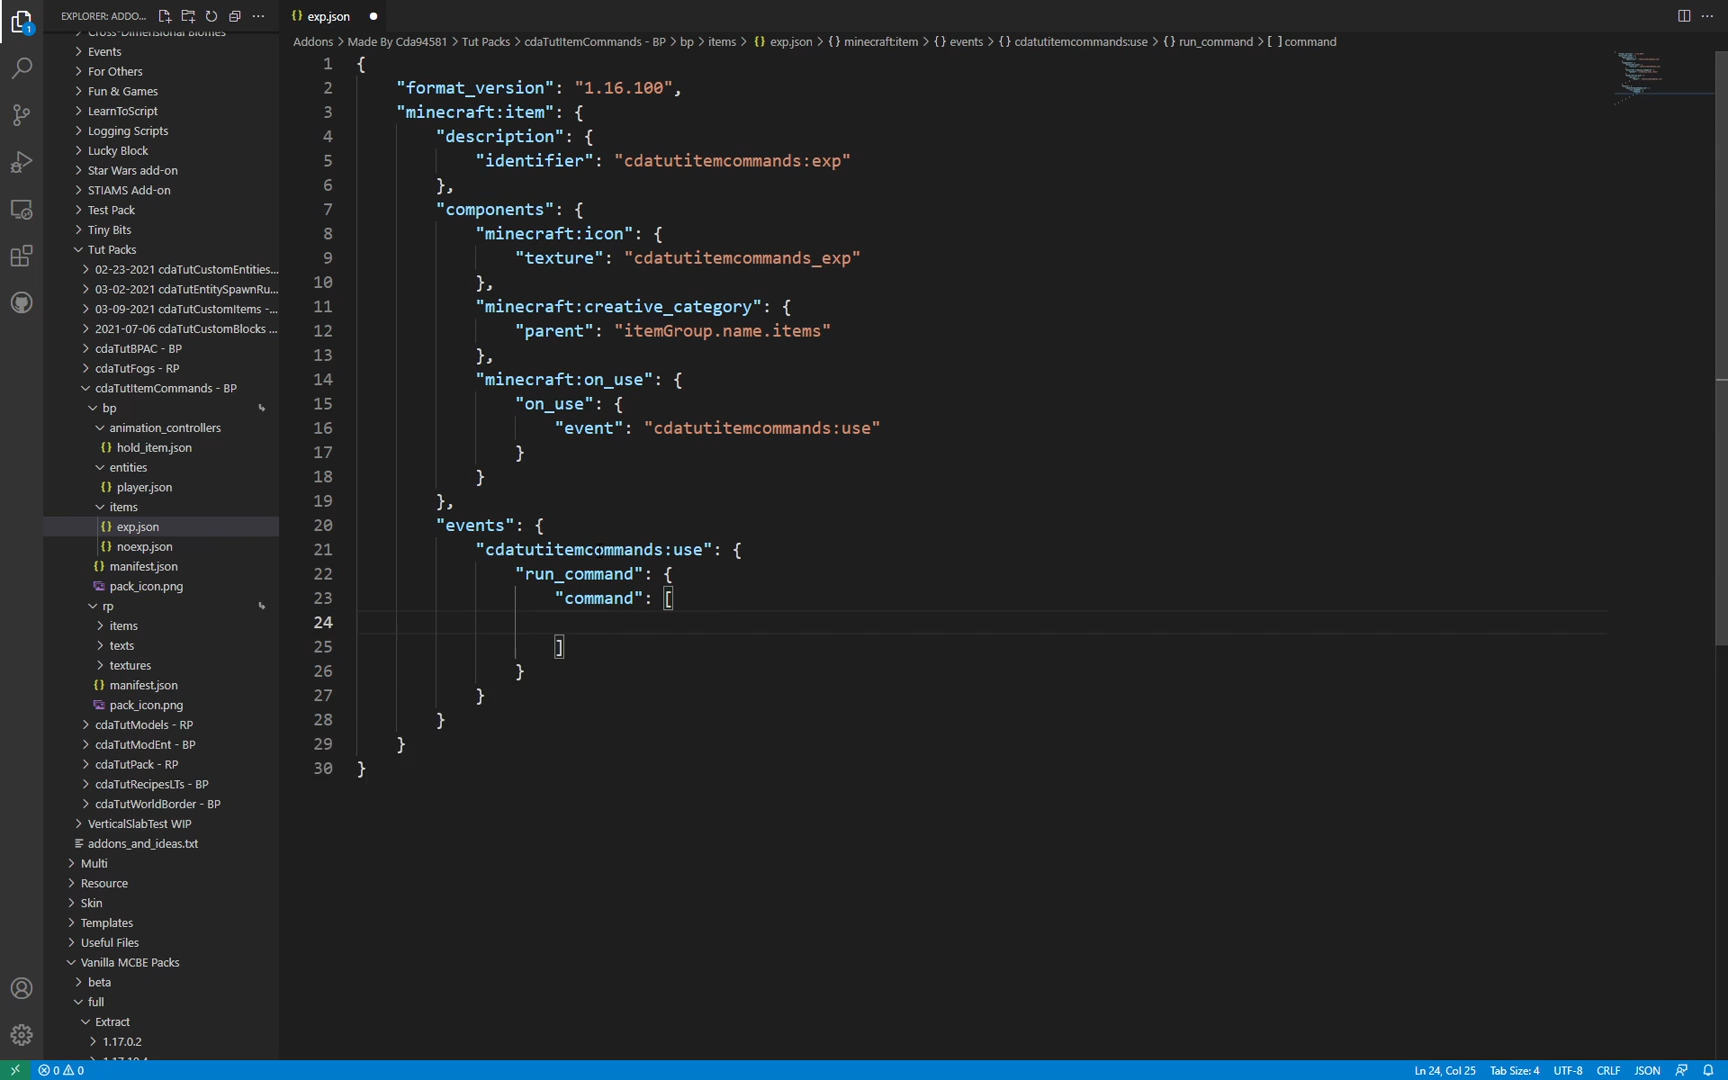 EXPLORER: ADDO...
Cross-Dimensional Biomes
Events
For Others
Fun & Games
LearnToScript
Logging Scripts
Lucky Block
Star Wars add-on
STIAMS Add-on
Test Pack
Tiny Bits
Tut Packs
02-23-2021 cdaTutCustomEntities...
03-02-2021 cdaTutEntitySpawnRu...
03-09-2021 cdaTutCustomItems -...
2021-07-06 cdaTutCustomBlocks ...
cdaTutBPAC - BP
cdaTutFogs - RP
cdaTutItemCommands - BP
bp
animation_controllers
hold_item.json
entities
player.json
items
exp.json
noexp.json
manifest.json
pack_icon.png
rp
items
texts
textures
manifest.json
pack_icon.png
cdaTutModels - RP
cdaTutModEnt - BP
cdaTutPack - RP
cdaTutRecipesLTs - BP
cdaTutWorldBorder - BP
VerticalSlabTest WIP
addons_and_ideas.txt
Multi
Resource
Skin
Templates
Useful Files
Vanilla MCBE Packs
beta
full
Extract
1.17.0.2
{} exp.json
Addons > Made By Cda94581 > Tut Packs > cdaTutItemCommands - BP > bp > items > {} exp.json > {} minecraft:item > {} events > {} cdatutitemcommands:use > {} run_command > [ ] command
1 {
2 "format_version": "1.16.100",
3 "minecraft:item": {
4 "description": {
5 "identifier": "cdatutitemcommands:exp"
6 },
7 "components": {
8 "minecraft:icon": {
9 "texture": "cdatutitemcommands_exp"
10 },
11 "minecraft:creative_category": {
12 "parent": "itemGroup.name.items"
13 },
14 "minecraft:on_use": {
15 "on_use": {
16 "event": "cdatutitemcommands:use"
17 }
18 }
19 },
20 "events": {
21 "cdatutitemcommands:use": {
22 "run_command": {
23 "command": [
24
25 ]
26 }
27 }
28 }
29 }
30 }
1
0 0
Ln 24, Col 25 Tab Size: 4 UTF-8 CRLF JSON